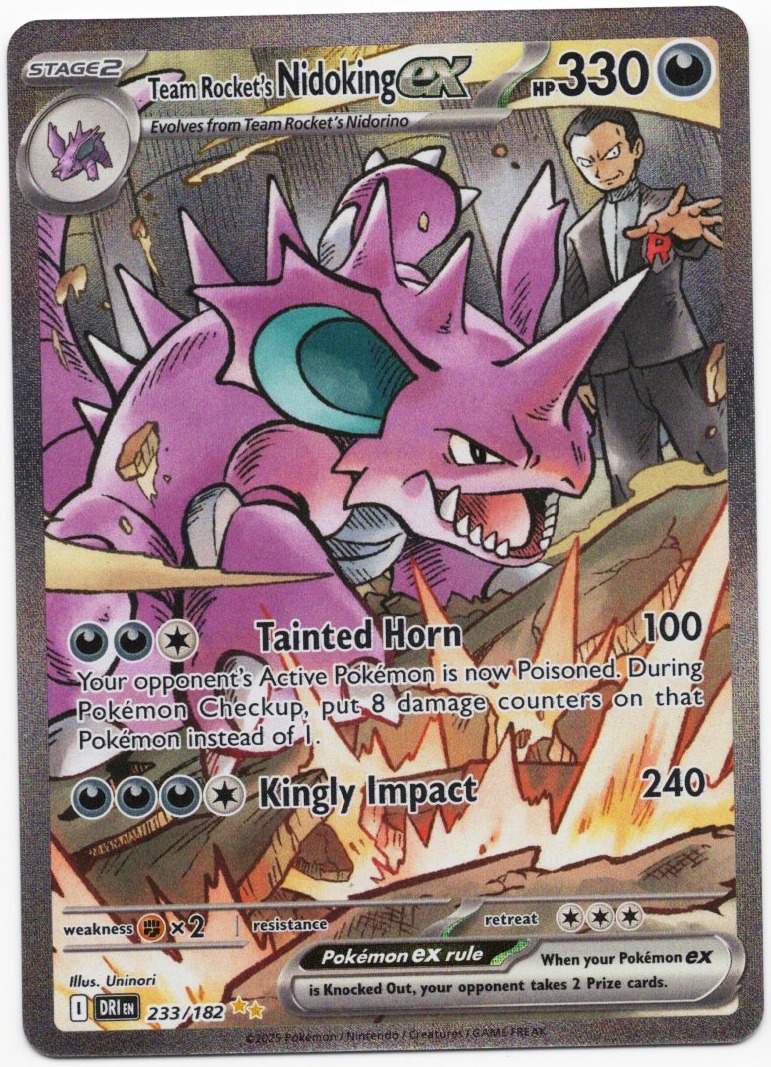 STAGE2
Team Rocket's Nidoking ex HP 330
Evolves from Team Rocket's Nidorino
R
Tainted Horn 100
Your opponent's Active Pokémon is now Poisoned. During
Pokémon Checkup, put 8 damage counters on that
Pokémon instead of 1.
Kingly Impact 240
weakness ×2 resistance retreat
Pokémon ex rule When your Pokémon ex
is Knocked Out, your opponent takes 2 Prize cards.
Illus. Uninori
I DRI EN 233/182
©2025 Pokémon / Nintendo / Creatures / GAME FREAK